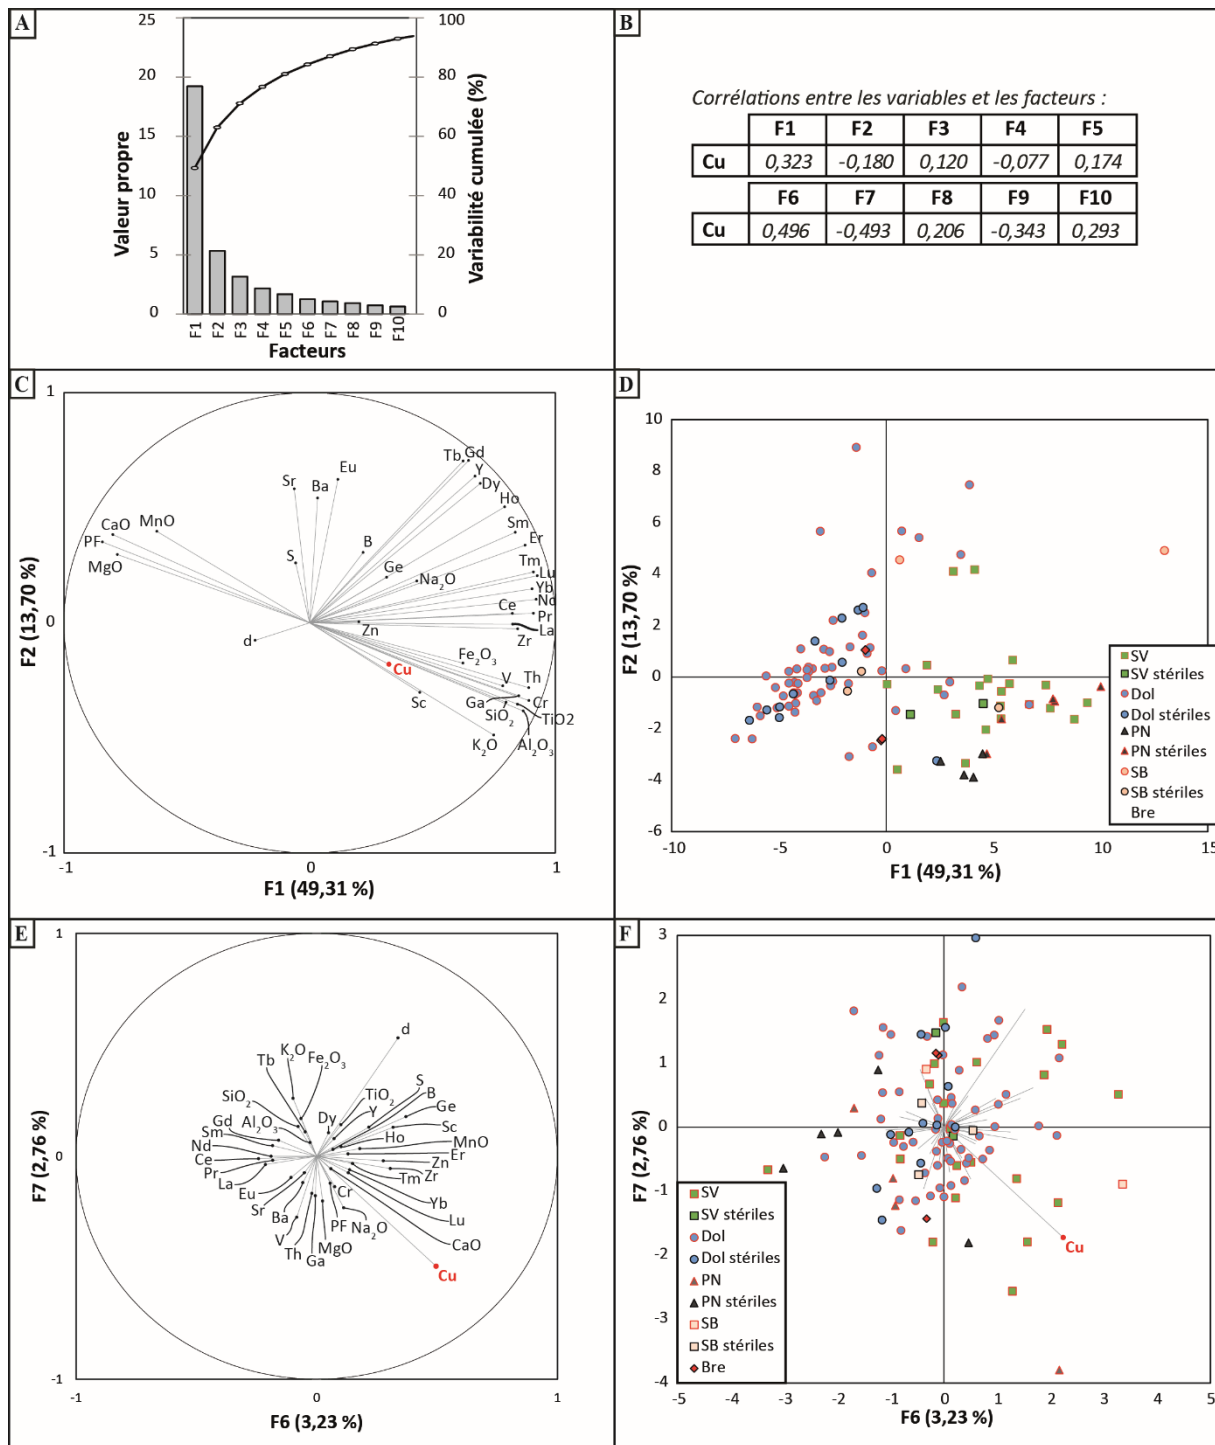 A
25
20
15
10
5
0
Valeur propre
100
80
60
40
20
0
Variabilité cumulée (%)
F1 F2 F3 F4 F5 F6 F7 F8 F9 F10
Facteurs
B
Corrélations entre les variables et les facteurs :
F1 F2 F3 F4 F5
Cu 0,323 -0,180 0,120 -0,077 0,174
F6 F7 F8 F9 F10
Cu 0,496 -0,493 0,206 -0,343 0,293
C
1
0
-1
F2 (13,70 %)
Tb Gd
Y
Dy
Eu
Sr
Ba
Ho
CaO
MnO
PF
MgO
Sm
Er
B
S
Ge
Na2O
Tm
Lu
Yb
Nd
Ce
Pr
La
Zn
Zr
d
Fe2O3
Cu
V
Th
Sc
Ga
Cr
SiO2
TiO2
K2O
Al2O3
-1 0 1
F1 (49,31 %)
D
10
8
6
4
2
0
-2
-4
-6
F2 (13,70 %)
SV
SV stériles
Dol
Dol stériles
PN
PN stériles
SB
SB stériles
Bre
-10 -5 0 5 10 15
F1 (49,31 %)
E
1
0
-1
F7 (2,76 %)
d
K2O
Tb
Fe2O3
SiO2
TiO2
S
B
Gd
Al2O3
Dy
Y
Ge
Sm
Sc
Nd
Ho
MnO
Ce
Er
Pr
Zn
La
Tm
Zr
Eu
Cr
Yb
Sr
Ba
Lu
V
PF
Na2O
Th
MgO
CaO
Ga
Cu
-1 0 1
F6 (3,23 %)
F
3
2
1
0
-1
-2
-3
-4
F7 (2,76 %)
Cu
SV
SV stériles
Dol
Dol stériles
PN
PN stériles
SB
SB stériles
Bre
-5 -4 -3 -2 -1 0 1 2 3 4 5
F6 (3,23 %)